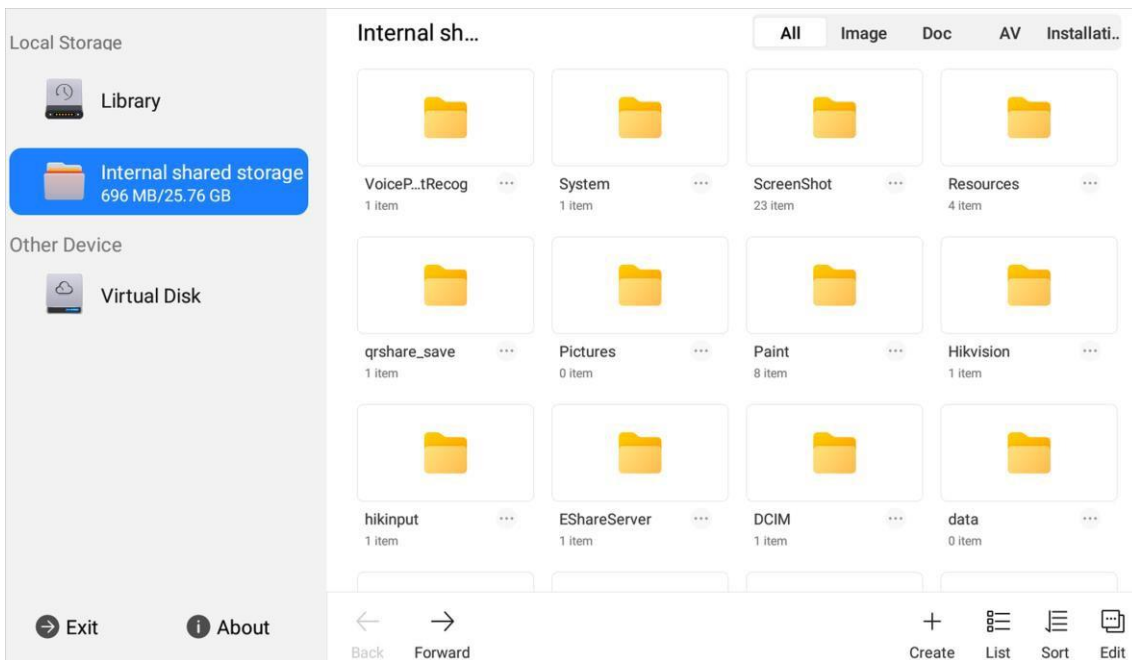 Local Storage
Library
Internal shared storage
696 MB/25.76 GB
Other Device
Virtual Disk
Exit
About
Internal sh...
All Image Doc AV Installati..
VoiceP...tRecog ... System ... ScreenShot ... Resources ...
1 item 1 item 23 item 4 item
qrshare_save ... Pictures ... Paint ... Hikvision ...
1 item 0 item 8 item 1 item
hikinput ... EShareServer ... DCIM ... data ...
1 item 1 item 1 item 0 item
Back Forward Create List Sort Edit